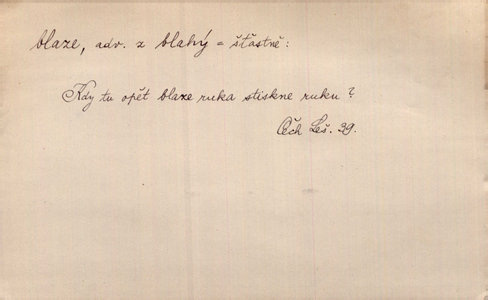 blaze, adv. z blahý = šťastně:
Kdy tu opět blaze ruka stiskne ruku?
Čch Leš. 39.